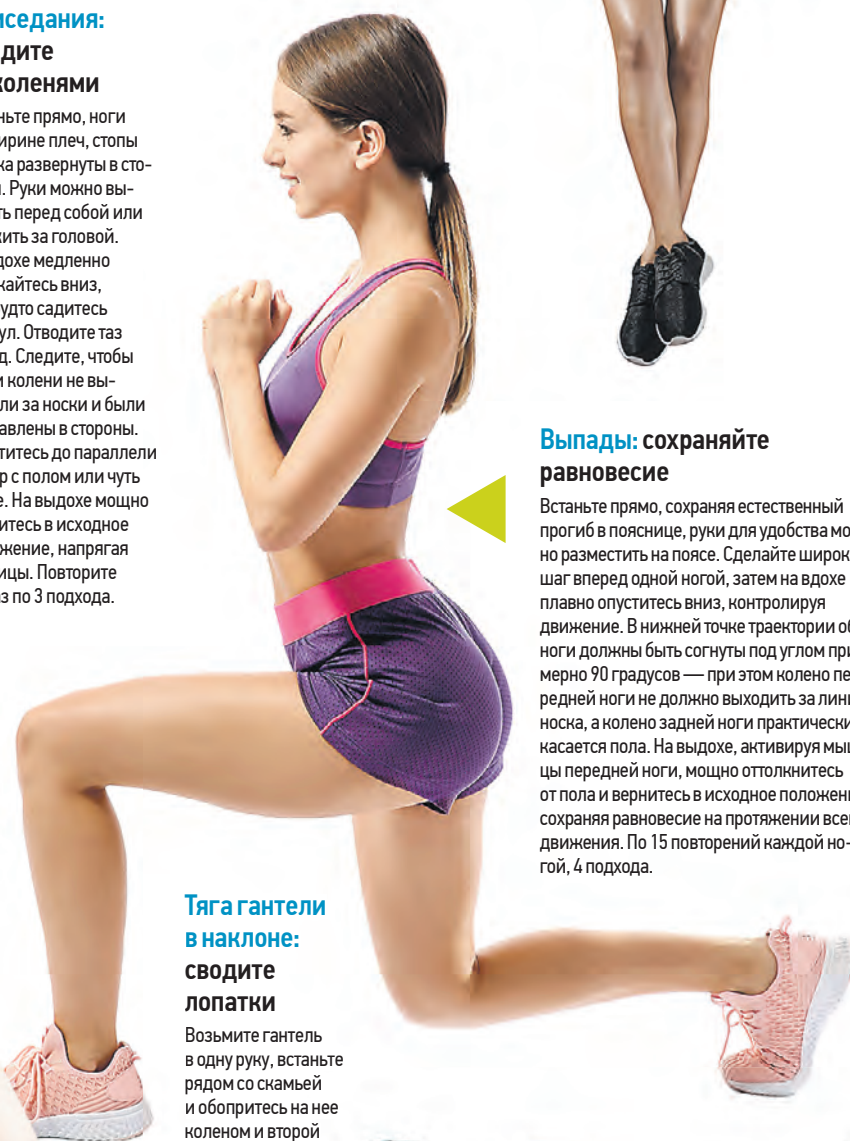 иседания:
дите
коленями
ньте прямо, ноги
ирине плеч, стопы
ка развернуты в сто-
Руки можно вы-
ть перед собой или
жить за головой.
дохе медленно
кайтесь вниз,
удто садитесь
ул. Отводите таз
д. Следите, чтобы
и колени не вы-
ли за носки и были
авлены в стороны.
титесь до параллели
р с полом или чуть
е. На выдохе мощно
итесь в исходное
жение, напрягая
ицы. Повторите
з по 3 подхода.
Выпады: сохраняйте
равновесие
Встаньте прямо, сохраняя естественный
прогиб в пояснице, руки для удобства мо
но разместить на поясе. Сделайте широк
шаг вперед одной ногой, затем на вдохе
плавно опуститесь вниз, контролируя
движение. В нижней точке траектории об
ноги должны быть согнуты под углом при
мерно 90 градусов — при этом колено пе
редней ноги не должно выходить за лини
носка, а колено задней ноги практически
касается пола. На выдохе, активируя мыш
цы передней ноги, мощно оттолкнитесь
от пола и вернитесь в исходное положени
сохраняя равновесие на протяжении всег
движения. По 15 повторений каждой но-
гой, 4 подхода.
Тяга гантели
в наклоне:
сводите
лопатки
Возьмите гантель
в одну руку, встаньте
рядом со скамьей
и обопритесь на нее
коленом и второй